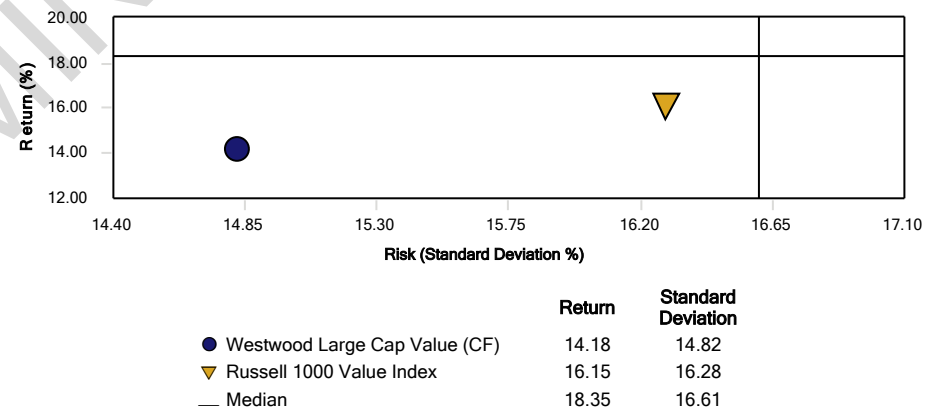 20.00
18.00
16.00
14.00
12.00
Return (%)
14.40 14.85 15.30 15.75 16.20 16.65 17.10
Risk (Standard Deviation %)
Return Standard Deviation
Westwood Large Cap Value (CF) 14.18 14.82
Russell 1000 Value Index 16.15 16.28
Median 18.35 16.61